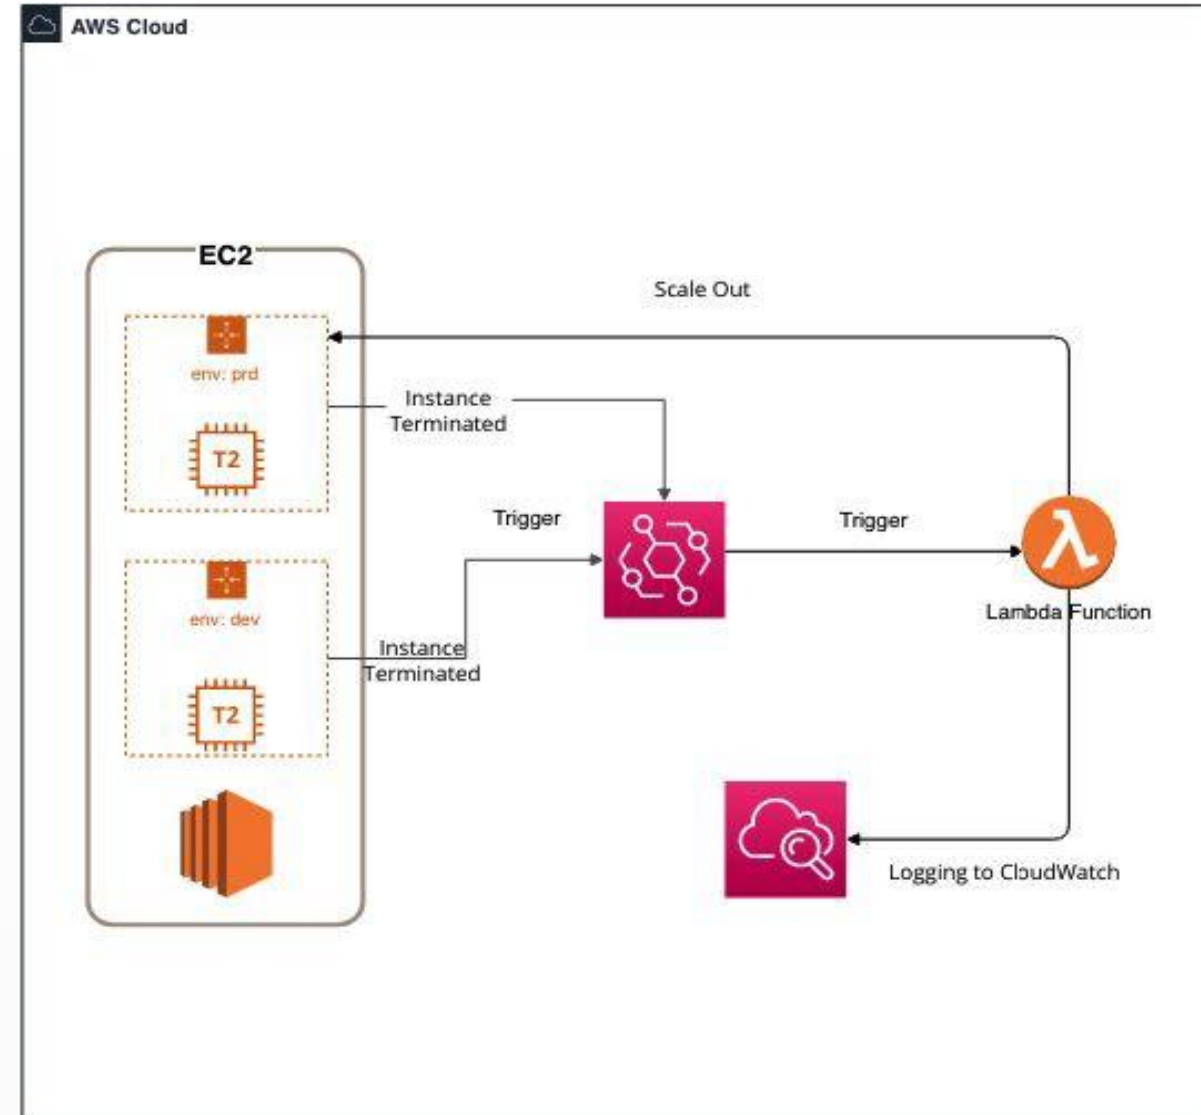 AWS Cloud
EC2
Scale Out
env: prd
Instance
Terminated
T2
Trigger
Trigger
env: dev
Lambda Function
Instance
Terminated
T2
Logging to CloudWatch